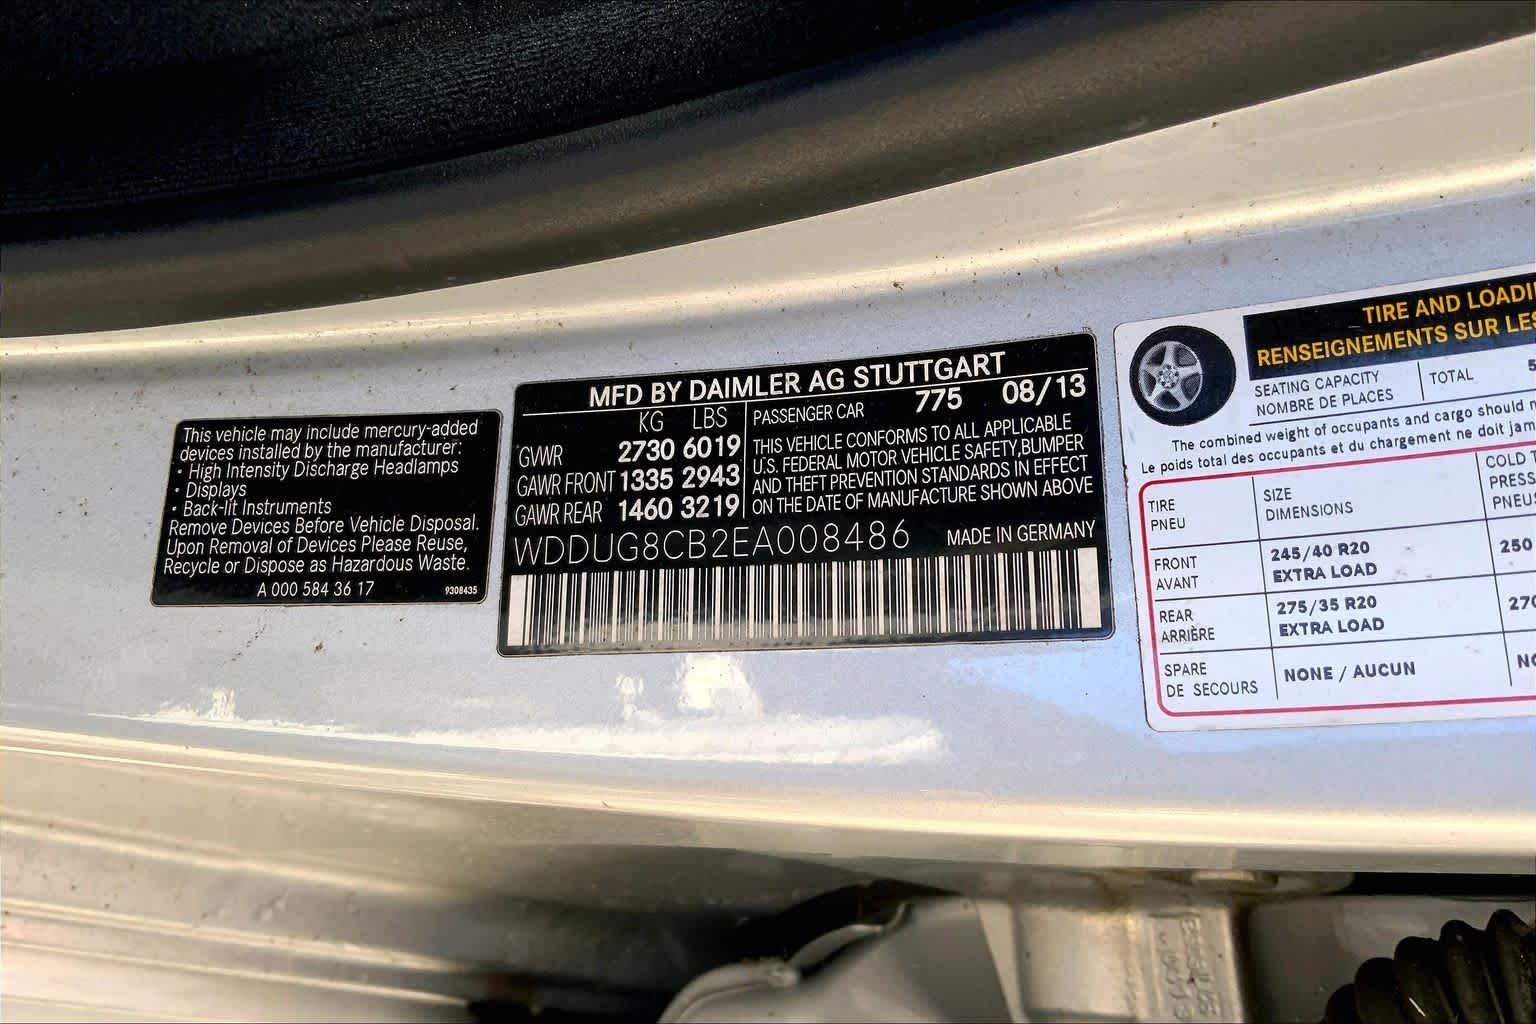 This vehicle may include mercury-added
devices installed by the manufacturer:
• High Intensity Discharge Headlamps
• Displays
• Back-lit Instruments
Remove Devices Before Vehicle Disposal.
Upon Removal of Devices Please Reuse,
Recycle or Dispose as Hazardous Waste.
A 000 584 36 17 9308435
MFD BY DAIMLER AG STUTTGART
KG LBS
GVWR 2730 6019
GAWR FRONT 1335 2943
GAWR REAR 1460 3219
PASSENGER CAR 775 08/13
THIS VEHICLE CONFORMS TO ALL APPLICABLE
U.S. FEDERAL MOTOR VEHICLE SAFETY,BUMPER
AND THEFT PREVENTION STANDARDS IN EFFECT
ON THE DATE OF MANUFACTURE SHOWN ABOVE
WDDUG8CB2EA008486 MADE IN GERMANY
TIRE AND
RENSEIGNEMENTS SUR
SEATING CAPACITY
NOMBRE DE PLACES
TOTAL 5
The combined weight of occupants and cargo should
Le poids total des occupants et du chargement ne doit
TIRE
PNEU
SIZE
DIMENSIONS
COLD
FRONT
AVANT
245/40 R20
EXTRA LOAD
250
REAR
ARRIÈRE
275/35 R20
EXTRA LOAD
270
SPARE
DE SECOURS
NONE / AUCUN